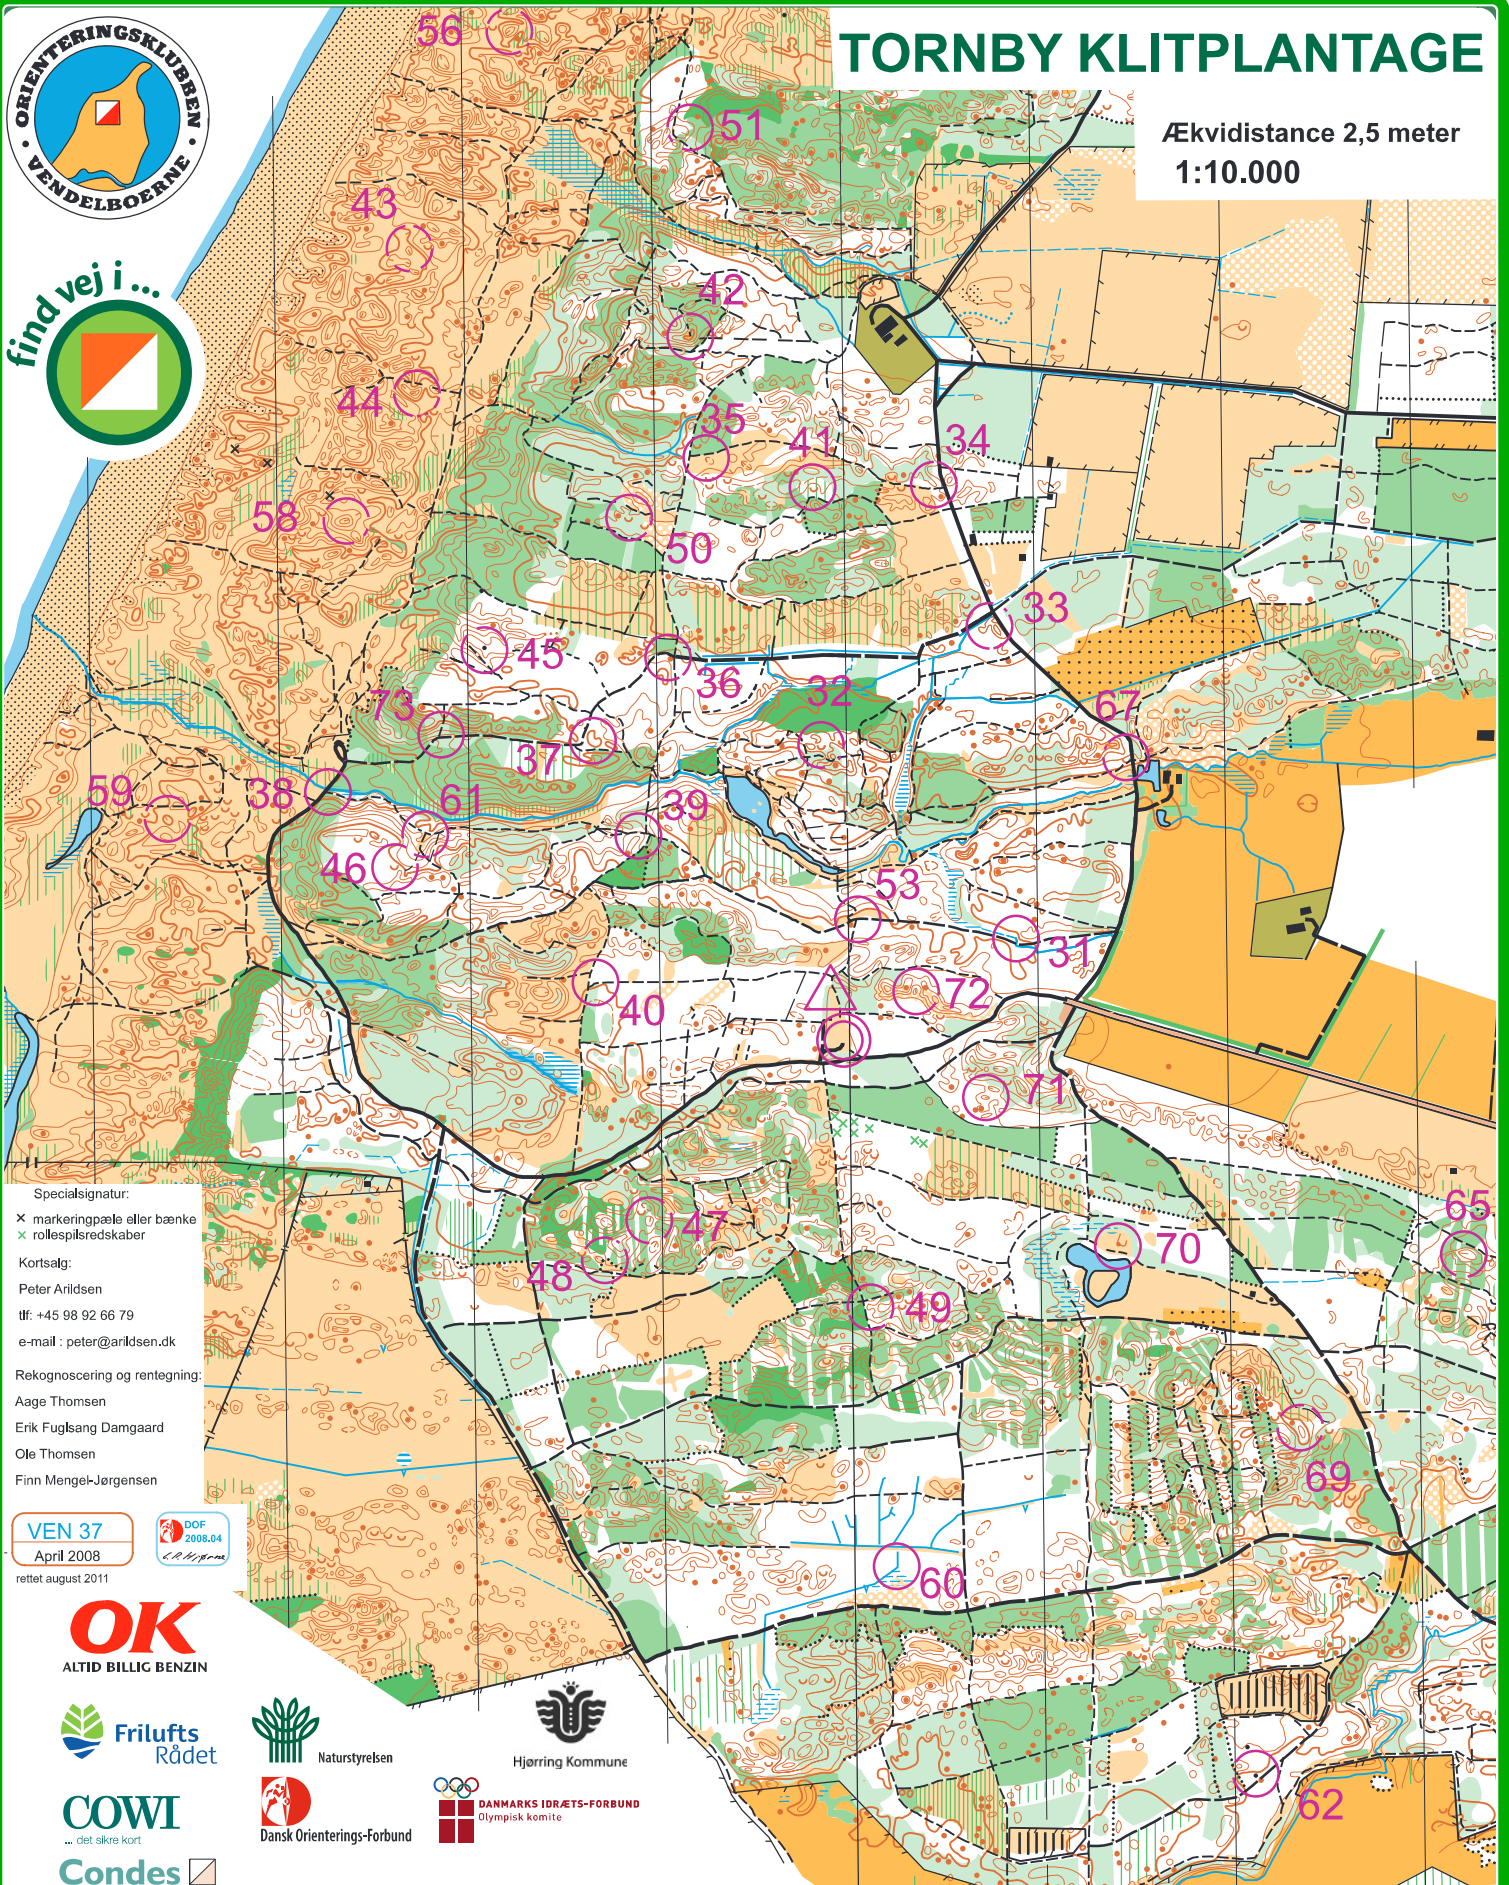 ORIENTERINGSKLUBBEN
• VENDELBOERNE •
TORNBY KLITPLANTAGE
Ækvidistance 2,5 meter
1:10.000
find vej i ...
56
51
43
42
44
35
41
34
58
50
33
45
36
73
32
67
37
59
38
61
39
46
53
31
40
72
71
65
47
70
48
49
69
60
62
Specialsignatur:
× markeringpæle eller bænke
× rollespilsredskaber
Kortsalg:
Peter Arildsen
tlf: +45 98 92 66 79
e-mail : peter@arildsen.dk
Rekognoscering og rentegning:
Aage Thomsen
Erik Fuglsang Damgaard
Ole Thomsen
Finn Mengel-Jørgensen
VEN 37
April 2008
DOF
2008.04
rettet august 2011
OK
ALTID BILLIG BENZIN
Frilufts
Rådet
Naturstyrelsen
Hjørring Kommune
COWI
... det sikre kort
Dansk Orienterings-Forbund
DANMARKS IDRÆTS-FORBUND
Olympisk komite
Condes